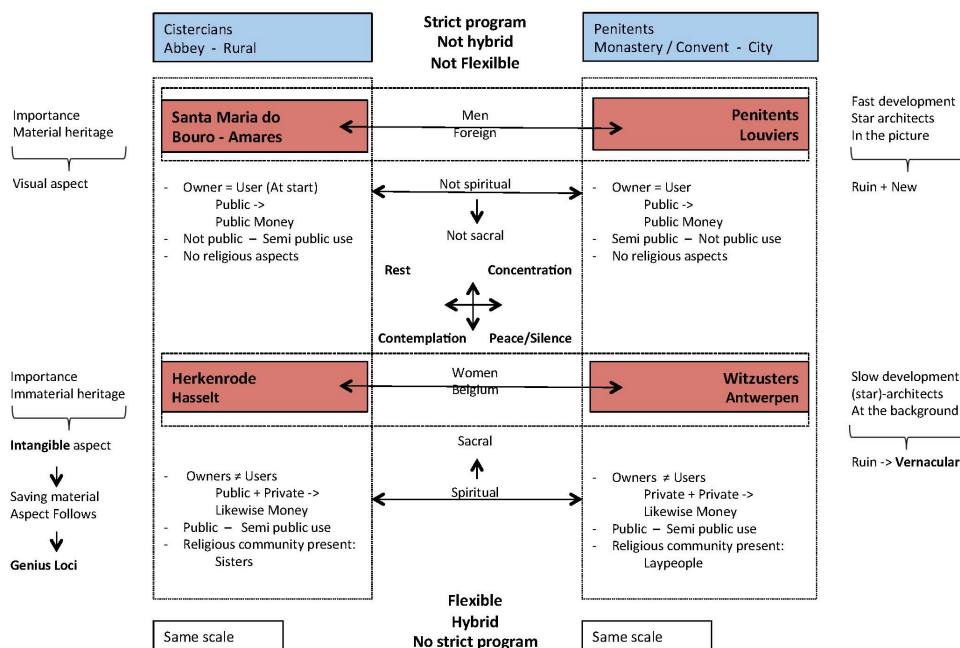 Cistercians
Abbey - Rural
Strict program
Not hybrid
Not Flexilble
Penitents
Monastery / Convent - City
Importance
Material heritage
Visual aspect
Santa Maria do
Bouro - Amares
Men
Foreign
Penitents
Louviers
Fast development
Star architects
In the picture
Ruin + New
- Owner = User (At start)
Public ->
Public Money
- Not public – Semi public use
- No religious aspects
Not spiritual
Not sacral
- Owner = User
Public ->
Public Money
- Semi public – Not public use
- No religious aspects
Rest
Concentration
Contemplation
Peace/Silence
Importance
Immaterial heritage
Intangible aspect
Saving material
Aspect Follows
Genius Loci
Herkenrode
Hasselt
Women
Belgium
Witzusters
Antwerpen
Slow development
(star)-architects
At the background
Ruin -> Vernacular
- Owners ≠ Users
Public + Private ->
Likewise Money
- Public – Semi public use
- Religious community present:
Sisters
Sacral
Spiritual
- Owners ≠ Users
Private + Private ->
Likewise Money
- Public – Semi public use
- Religious community present:
Laypeople
Same scale
Flexible
Hybrid
No strict program
Same scale